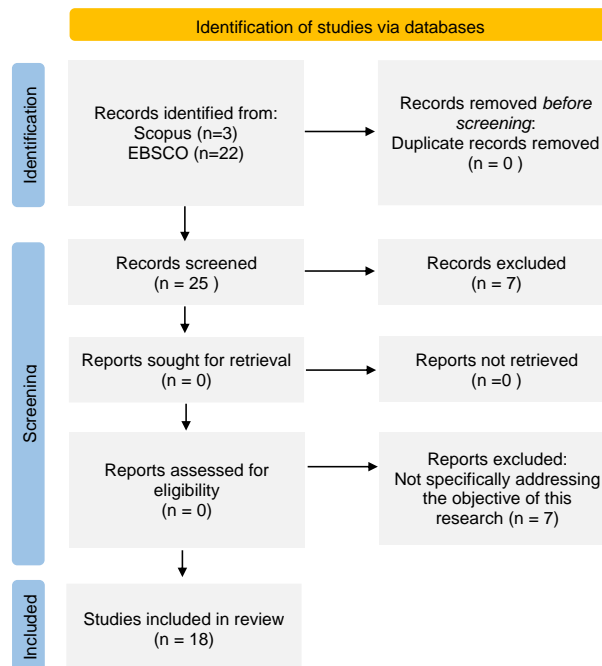 Identification of studies via databases
Identification
Records identified from:
Scopus (n=3)
EBSCO (n=22)
Records removed before
screening:
Duplicate records removed
(n = 0 )
Screening
Records screened
(n = 25 )
Records excluded
(n = 7)
Reports sought for retrieval
(n = 0)
Reports not retrieved
(n =0 )
Reports assessed for
eligibility
(n = 0)
Reports excluded:
Not specifically addressing
the objective of this
research (n = 7)
Included
Studies included in review
(n = 18)